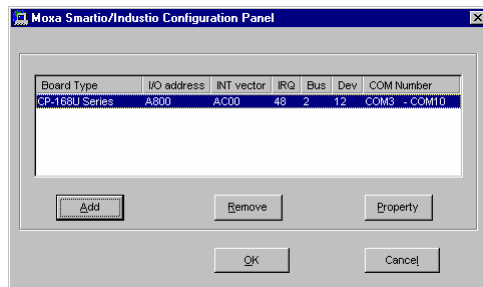 Moxa Smartio/Industio Configuration Panel
Board Type I/O address INT vector IRQ Bus Dev COM Number
CP-168U Series A800 AC00 48 2 12 COM3 - COM10
Add Remove Property
OK Cancel